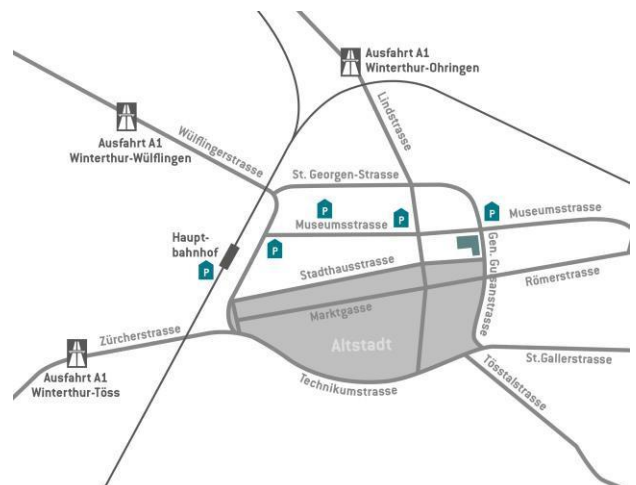 Ausfahrt A1
Winterthur-Ohringen
Lindstrasse
Ausfahrt A1
Winterthur-Wülflingen
Wülflingerstrasse
St. Georgen-Strasse
P
P
P
Museumsstrasse
Museumsstrasse
Haupt-
bahnhof
P
P
Gen. Guisanstrasse
Stadthausstrasse
Römerstrasse
Marktgasse
Zürcherstrasse
Altstadt
Ausfahrt A1
Winterthur-Töss
Technikumstrasse
St.Gallerstrasse
Tösstalstrasse